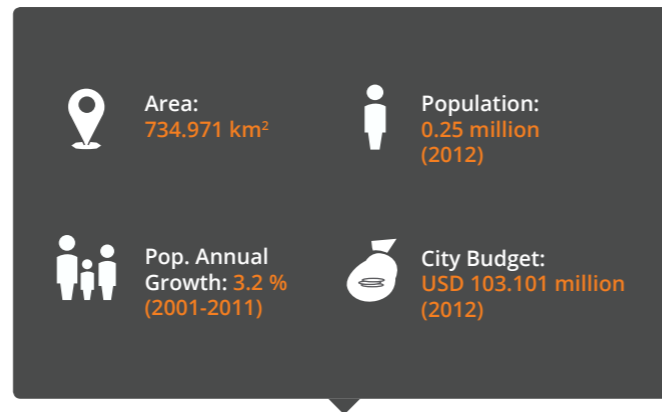 Area:
734.971 km²
Population:
0.25 million
(2012)
Pop. Annual
Growth: 3.2 %
(2001-2011)
City Budget:
USD 103.101 million
(2012)